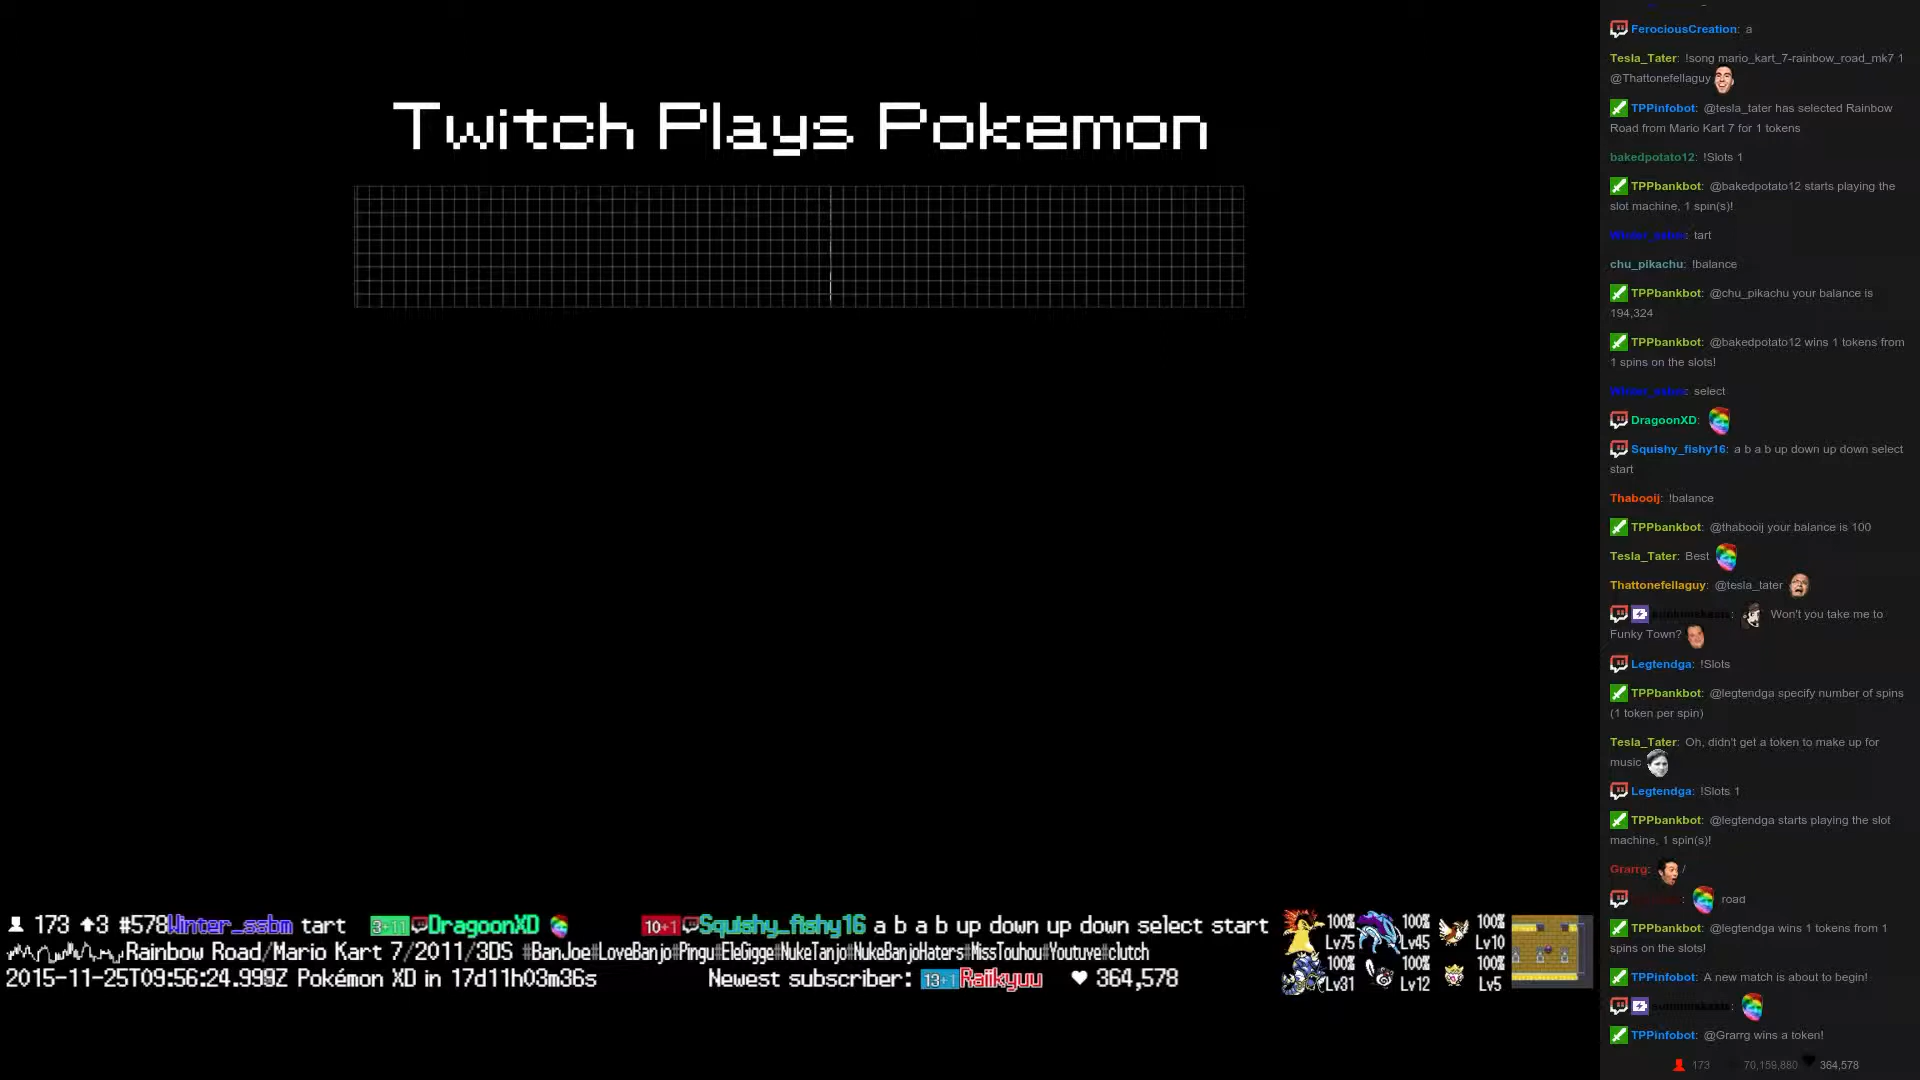 Twitch Plays Pokemon
173 3 #578 Winter_ssbm tart 3+11 DragoonXD 10+1 Squishy_fishy16 a b a b up down up down select start
Rainbow Road/Mario Kart 7/2011/3DS #BanJoe#LoveBanjo#Pingu#EleGigge#NukeTanjo#NukeBanjoHaters#MissTouhou#Youtuve#clutch
2015-11-25T09:56:24.999Z Pokémon XD in 17d11h03m36s Newest subscriber: 13+1 Raiikyuu 364,578
100% 100% 100%
Lv75 Lv45 Lv10
100% 100% 100%
Lv31 Lv12 Lv5
FerociousCreation: a
Tesla_Tater: !song mario_kart_7-rainbow_road_mk7 1
@Thattonefellaguy
TPPinfobot: @tesla_tater has selected Rainbow
Road from Mario Kart 7 for 1 tokens
bakedpotato12: !Slots 1
TPPbankbot: @bakedpotato12 starts playing the
slot machine, 1 spin(s)!
Winter_ssbm: tart
chu_pikachu: !balance
TPPbankbot: @chu_pikachu your balance is
194,324
TPPbankbot: @bakedpotato12 wins 1 tokens from
1 spins on the slots!
Winter_ssbm: select
DragoonXD:
Squishy_fishy16: a b a b up down up down select
start
Thabooij: !balance
TPPbankbot: @thabooij your balance is 100
Tesla_Tater: Best
Thattonefellaguy: @tesla_tater
: Won't you take me to
Funky Town?
Legtendga: !Slots
TPPbankbot: @legtendga specify number of spins
(1 token per spin)
Tesla_Tater: Oh, didn't get a token to make up for
music
Legtendga: !Slots 1
TPPbankbot: @legtendga starts playing the slot
machine, 1 spin(s)!
Grarrg: /
: road
TPPbankbot: @legtendga wins 1 tokens from 1
spins on the slots!
TPPinfobot: A new match is about to begin!
:
TPPinfobot: @Grarrg wins a token!
173 70,159,880 364,578